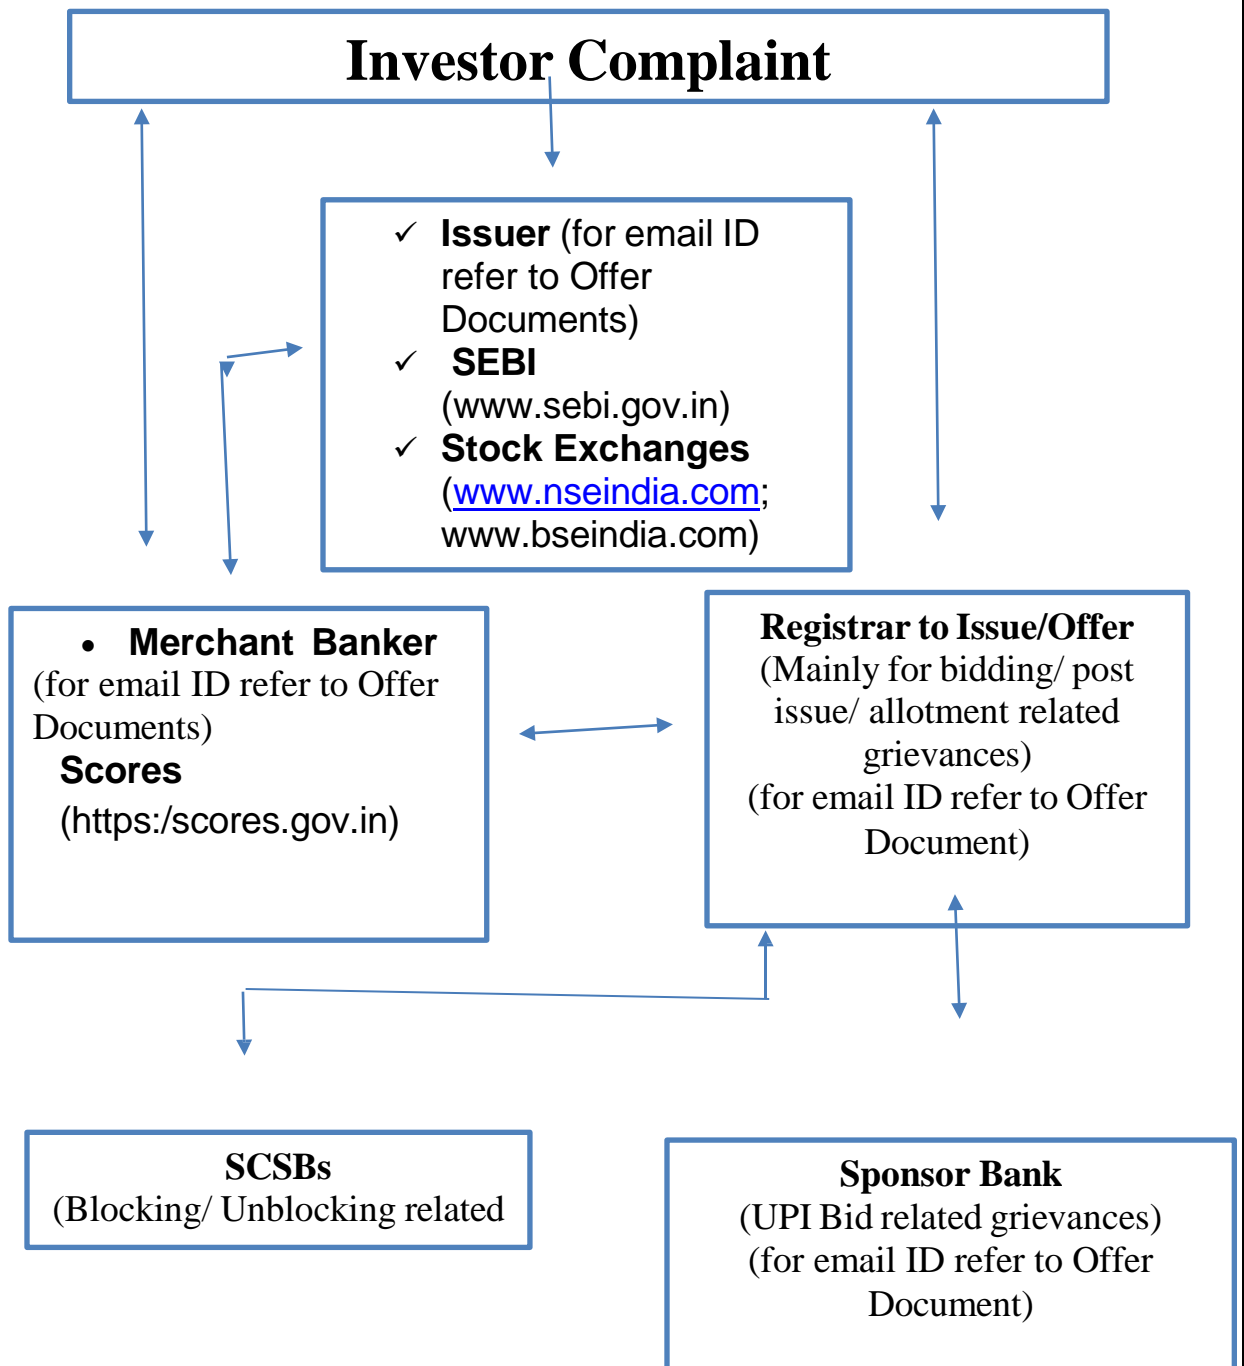 Investor Complaint
✓ Issuer (for email ID
refer to Offer
Documents)
✓ SEBI
(www.sebi.gov.in)
✓ Stock Exchanges
(www.nseindia.com;
www.bseindia.com)
• Merchant Banker
(for email ID refer to Offer
Documents)
Scores
(https:/scores.gov.in)
Registrar to Issue/Offer
(Mainly for bidding/ post
issue/ allotment related
grievances)
(for email ID refer to Offer
Document)
SCSBs
(Blocking/ Unblocking related
Sponsor Bank
(UPI Bid related grievances)
(for email ID refer to Offer
Document)